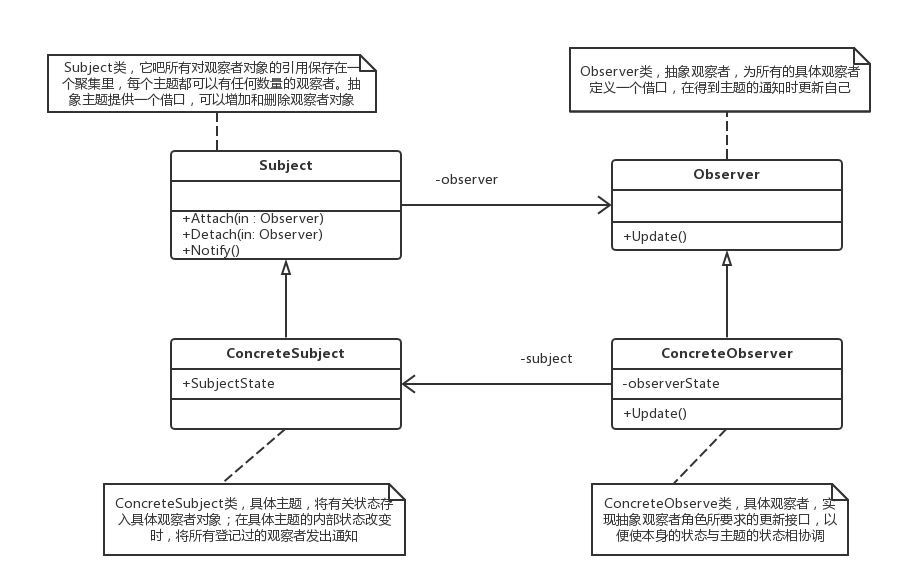 Subject类，它吧所有对观察者对象的引用保存在一
个聚集里，每个主题都可以有任何数量的观察者。抽
象主题提供一个借口，可以增加和删除观察者对象
Observer类，抽象观察者，为所有的具体观察者
定义一个借口，在得到主题的通知时更新自己
Subject
+Attach(in : Observer)
+Detach(in: Observer)
+Notify()
-observer
Observer
+Update()
ConcreteSubject
+SubjectState
-subject
ConcreteObserver
-observerState
+Update()
ConcreteSubject类，具体主题，将有关状态存
入具体观察者对象；在具体主题的内部状态改变
时，将所有登记过的观察者发出通知
ConcreteObserve类，具体观察者，实
现抽象观察者角色所要求的更新接口，以
便使本身的状态与主题的状态相协调